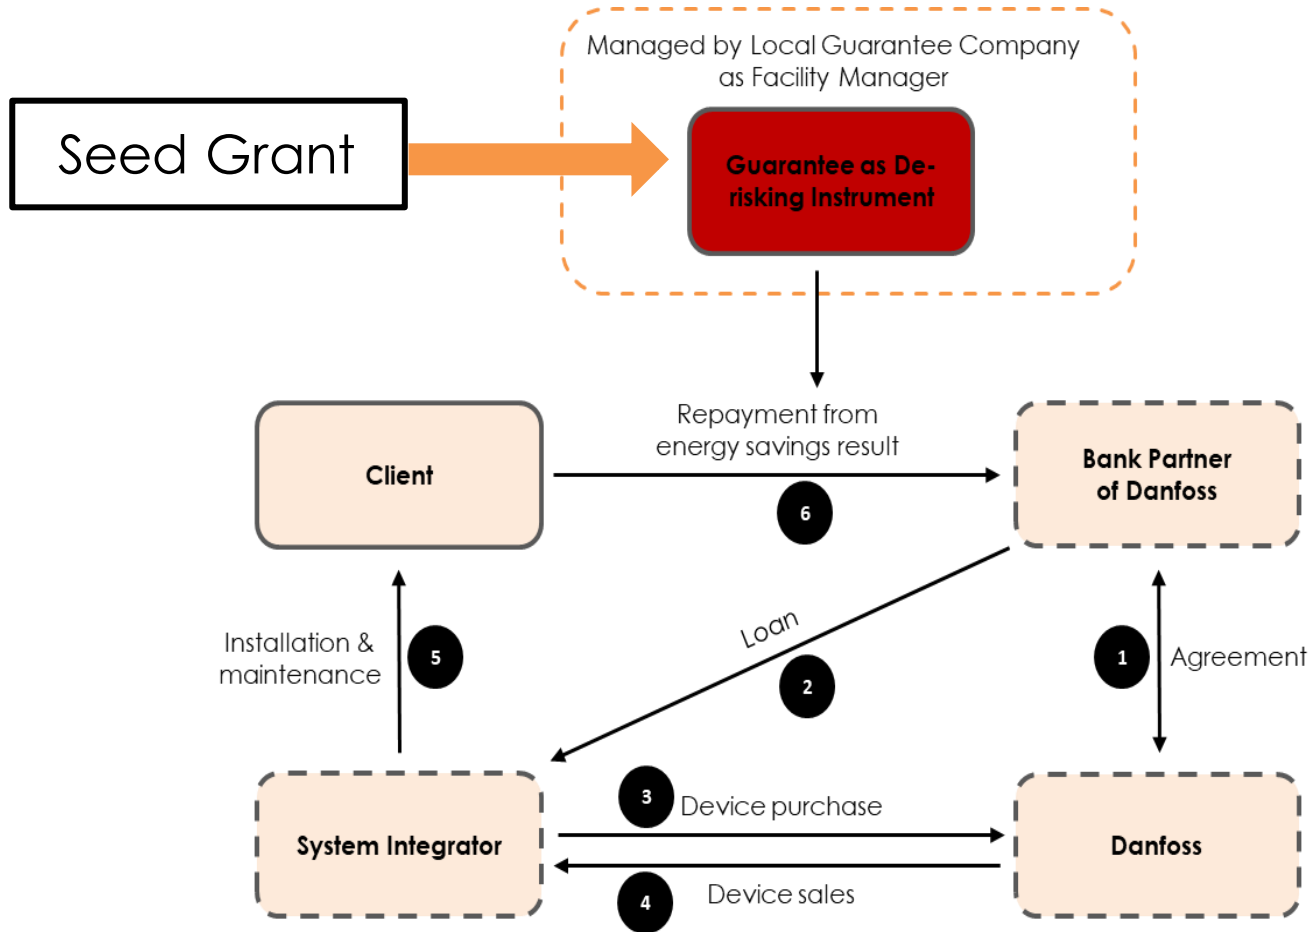 Managed by Local Guarantee Company
as Facility Manager
Seed Grant
Guarantee as De-
risking Instrument
Client
Repayment from
energy savings result
6
Bank Partner
of Danfoss
Installation &
maintenance
5
Loan
2
1
Agreement
System Integrator
3
Device purchase
4
Device sales
Danfoss